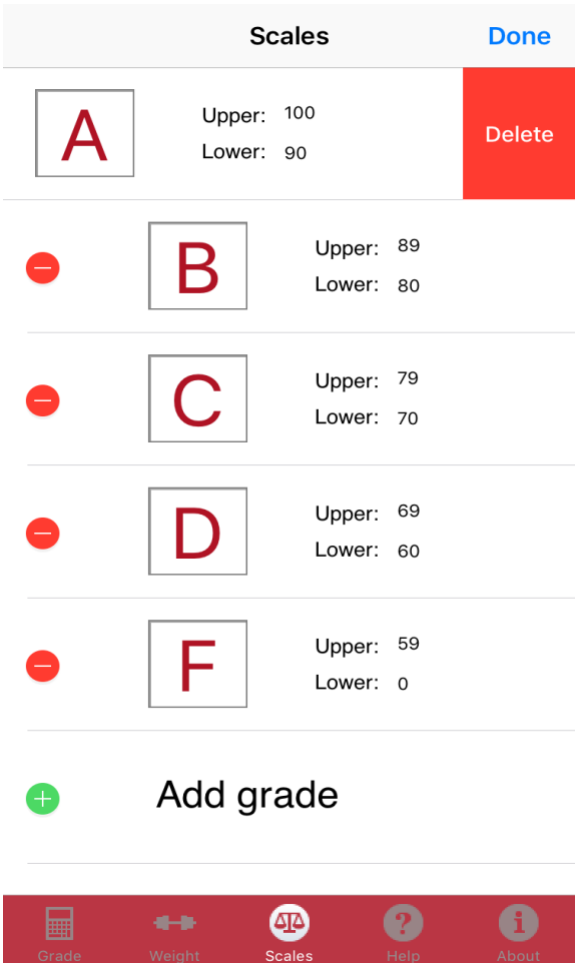 Scales Done
A Upper: 100
Lower: 90
Delete
B Upper: 89
Lower: 80
C Upper: 79
Lower: 70
D Upper: 69
Lower: 60
F Upper: 59
Lower: 0
Add grade
Grade Weight Scales Help About